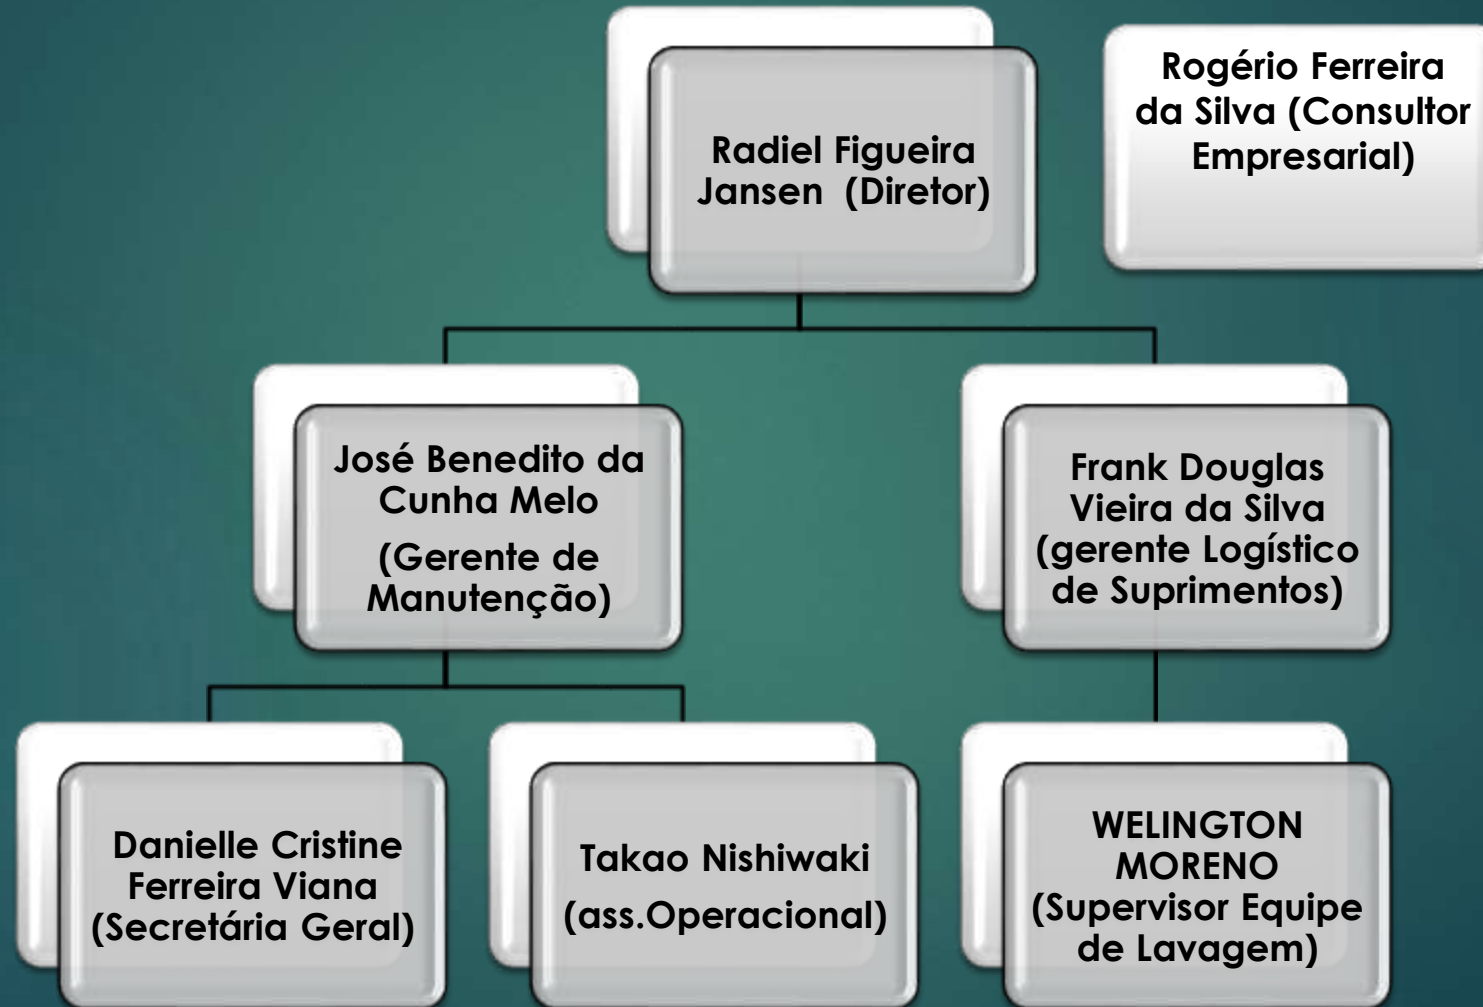 Radiel Figueira
Jansen (Diretor)
Rogério Ferreira
da Silva (Consultor
Empresarial)
José Benedito da
Cunha Melo
(Gerente de
Manutenção)
Frank Douglas
Vieira da Silva
(gerente Logístico
de Suprimentos)
Danielle Cristine
Ferreira Viana
(Secretária Geral)
Takao Nishiwaki
(ass.Operacional)
WELINGTON
MORENO
(Supervisor Equipe
de Lavagem)